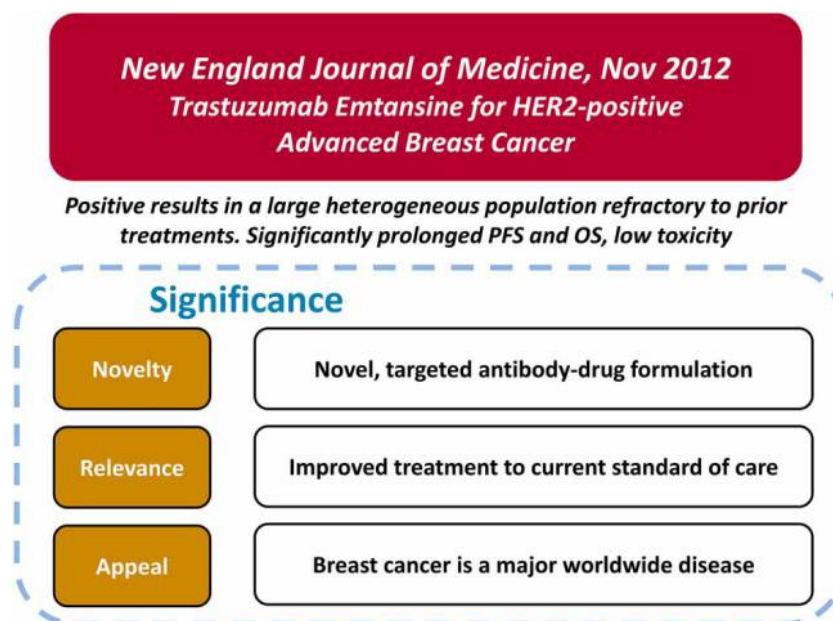 New England Journal of Medicine, Nov 2012
Trastuzumab Emtansine for HER2-positive
Advanced Breast Cancer
Positive results in a large heterogeneous population refractory to prior
treatments. Significantly prolonged PFS and OS, low toxicity
Significance
Novelty
Novel, targeted antibody-drug formulation
Relevance
Improved treatment to current standard of care
Appeal
Breast cancer is a major worldwide disease